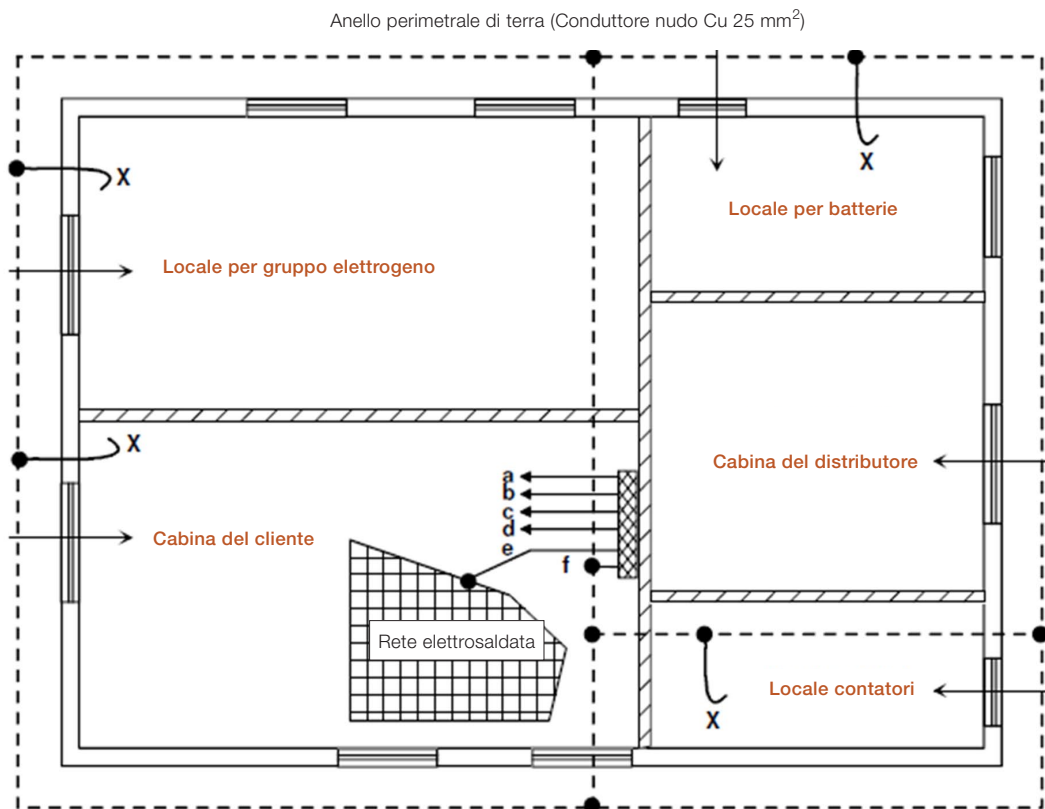 Anello perimetrale di terra (Conduttore nudo Cu 25 mm²)
X
X
Locale per batterie
Locale per gruppo elettrogeno
X
Cabina del distributore
a
b
c
d
e
f
Cabina del cliente
Rete elettrosaldata
Locale contatori
X